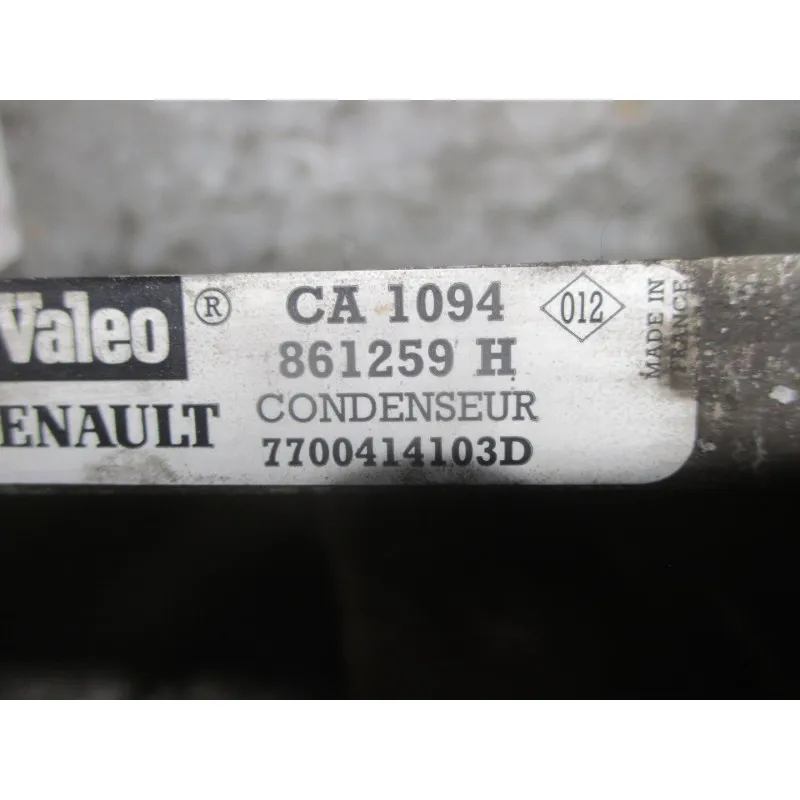 Valeo ® CA 1094 012
861259 H
ENAULT CONDENSEUR
7700414103D
MADE IN
FRANCE